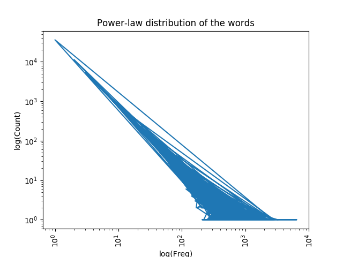 Power-law distribution of the words
log(Count)
10⁴
10³
10²
10¹
10⁰
10⁰ 10¹ 10² 10³ 10⁴
log(Freq)